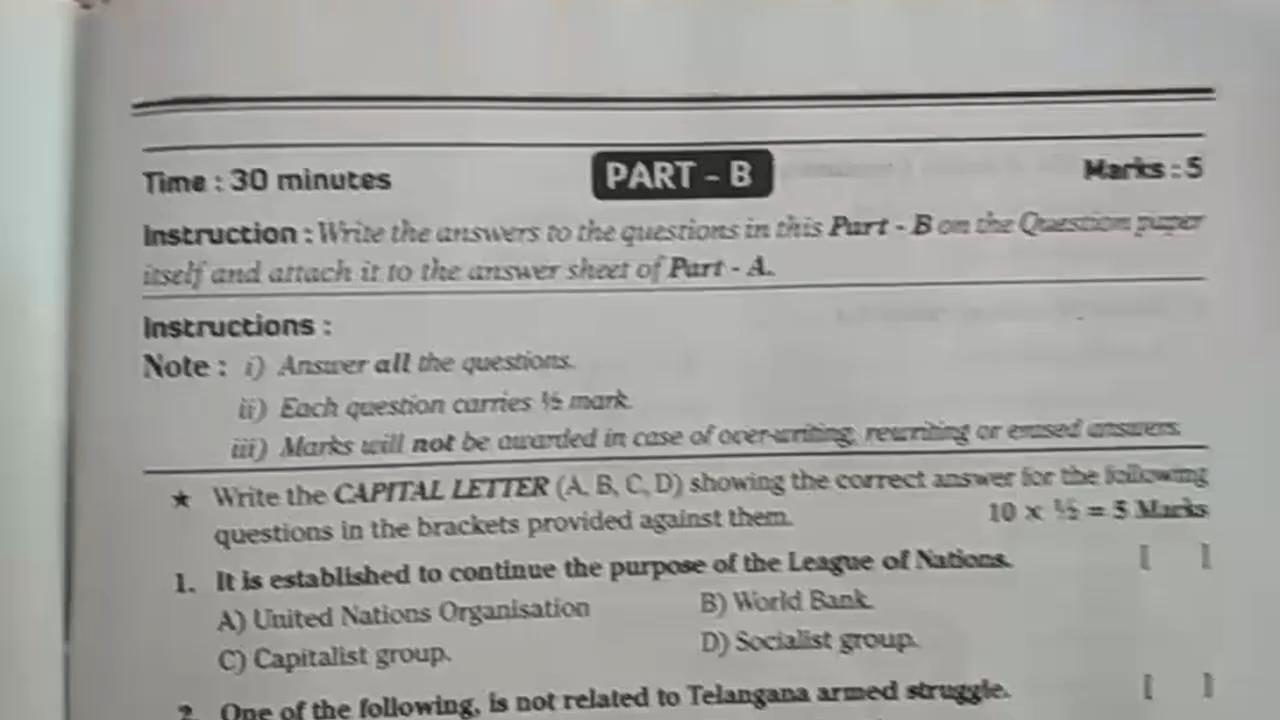 Time : 30 minutes PART - B Marks : 5
Instruction : Write the answers to the questions in this Part - B on the Question paper
itself and attach it to the answer sheet of Part - A.
Instructions :
Note : i) Answer all the questions.
ii) Each question carries ½ mark.
iii) Marks will not be awarded in case of over-writing, rewriting or erased answers.
★ Write the CAPITAL LETTER (A, B, C, D) showing the correct answer for the following
questions in the brackets provided against them. 10 x ½ = 5 Marks
1. It is established to continue the purpose of the League of Nations. [ ]
A) United Nations Organisation B) World Bank.
C) Capitalist group. D) Socialist group.
2. One of the following, is not related to Telangana armed struggle. [ ]